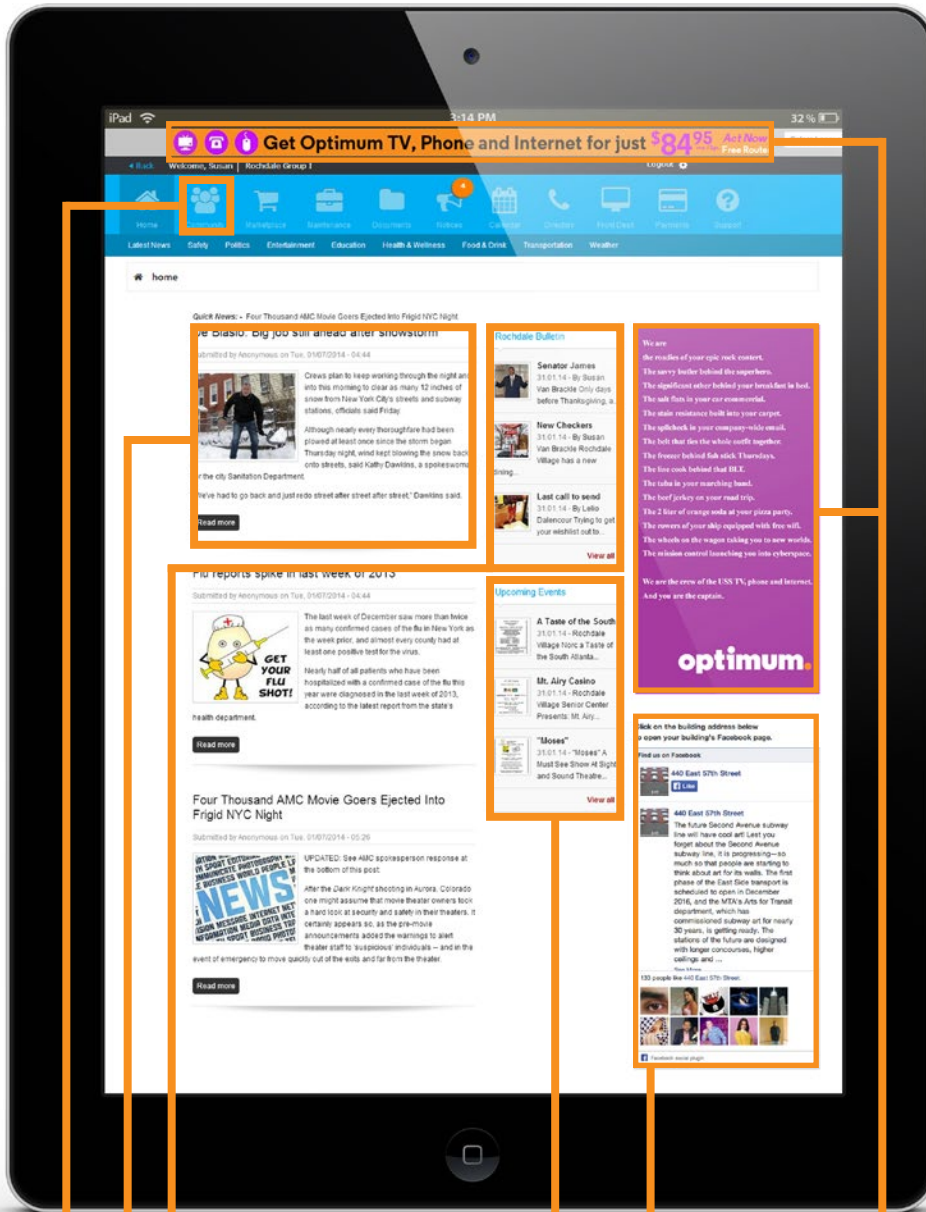 iPad
3:14 PM
32 %
Get Optimum TV, Phone and Internet for just $84.95
Act Now
Free Router
Back Welcome, Susan | Rochdale Group I
Logout
Home Community Marketplace Maintenance Documents Notices Calendar Directory Front Desk Payments Support
Latest News Safety Politics Entertainment Education Health & Wellness Food & Drink Transportation Weather
home
Quick News: • Four Thousand AMC Movie Goers Ejected Into Frigid NYC Night
Blasio: Big job still ahead after snowstorm
Submitted by Anonymous on Tue, 01/07/2014 - 04:44
Crews plan to keep working through the night and
into this morning to clear as many 12 inches of
snow from New York City's streets and subway
stations, officials said Friday.
Although nearly every thoroughfare had been
plowed at least once since the storm began
Thursday night, wind kept blowing the snow back
onto streets, said Kathy Dawkins, a spokeswoma
r the city Sanitation Department.
We've had to go back and just redo street after street after street,' Dawkins said.
Read more
Flu reports spike in last week of 2013
Submitted by Anonymous on Tue, 01/07/2014 - 04:44
GET
YOUR
FLU
SHOT!
The last week of December saw more than twice
as many confirmed cases of the flu in New York as
the week prior, and almost every county had at
least one positive test for the virus.
Nearly half of all patients who have been
hospitalized with a confirmed case of the flu this
year were diagnosed in the last week of 2013,
according to the latest report from the state's
health department.
Read more
Four Thousand AMC Movie Goers Ejected Into
Frigid NYC Night
Submitted by Anonymous on Tue, 01/07/2014 - 05:26
NEWS
UPDATED: See AMC spokesperson response at
the bottom of this post.
After the Dark Knight shooting in Aurora, Colorado
one might assume that movie theater owners took
a hard look at security and safety in their theaters. It
certainly appears so, as the pre-movie
announcements added the warnings to alert
theater staff to 'suspicious' individuals -- and in the
event of emergency to move quickly out of the exits and far from the theater.
Read more
Rochdale Bulletin
Senator James
31.01.14 - By Susan
Van Brackle Only days
before Thanksgiving, a
New Checkers
31.01.14 - By Susan
Van Brackle Rochdale
Village has a new
dining...
Last call to send
31.01.14 - By Lelio
Dalencour Trying to get
your wishlist out to...
View all
Upcoming Events
A Taste of the South
31.01.14 - Rochdale
Village Norc a Taste of
the South Atlanta...
Mt. Airy Casino
31.01.14 - Rochdale
Village Senior Center
Presents: Mt. Airy...
"Moses"
31.01.14 - "Moses" A
Must See Show At Sight
and Sound Theatre...
View all
We are
the roadies of your epic rock contert.
The savvy butler behind the superhero.
The significant other behind your breakfast in bed.
The salt flats in your car commercial.
The stain resistance built into your carpet.
The spellcheck in your company-wide email.
The belt that ties the whole outfit together.
The freezer behind fish stick Thursdays.
The line cook behind that BLT.
The tuba in your marching band.
The beef jerkey on your road trip.
The 2 liter of orange soda at your pizza party.
The rowers of your ship equipped with free wifi.
The wheels on the wagon taking you to new worlds.
The mission control launching you into cyberspace.
We are the crew of the USS TV, phone and internet.
And you are the captain.
optimum.
Click on the building address below
to open your building's Facebook page.
Find us on Facebook
440 East 57th Street
Like
440 East 57th Street
The future Second Avenue subway
line will have cool art! Lest you
forget about the Second Avenue
subway line, it is progressing—so
much so that people are starting to
think about art for its walls. The first
phase of the East Side transport is
scheduled to open in December
2016, and the MTA's Arts for Transit
department, which has
commissioned subway art for nearly
30 years, is getting ready. The
stations of the future are designed
with longer concourses, higher
ceilings and ...
See More
130 people like 440 East 57th Street.
Facebook social plugin